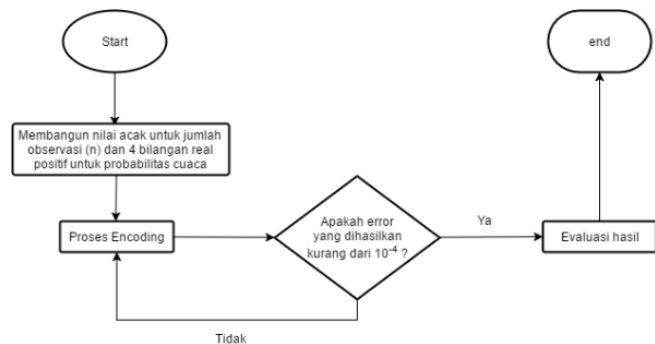 Start
end
Membangun nilai acak untuk jumlah
observasi (n) dan 4 bilangan real
positif untuk probabilitas cuaca
Proses Encoding
Apakah error
yang dihasilkan
kurang dari 10⁻⁴ ?
Ya
Evaluasi hasil
Tidak